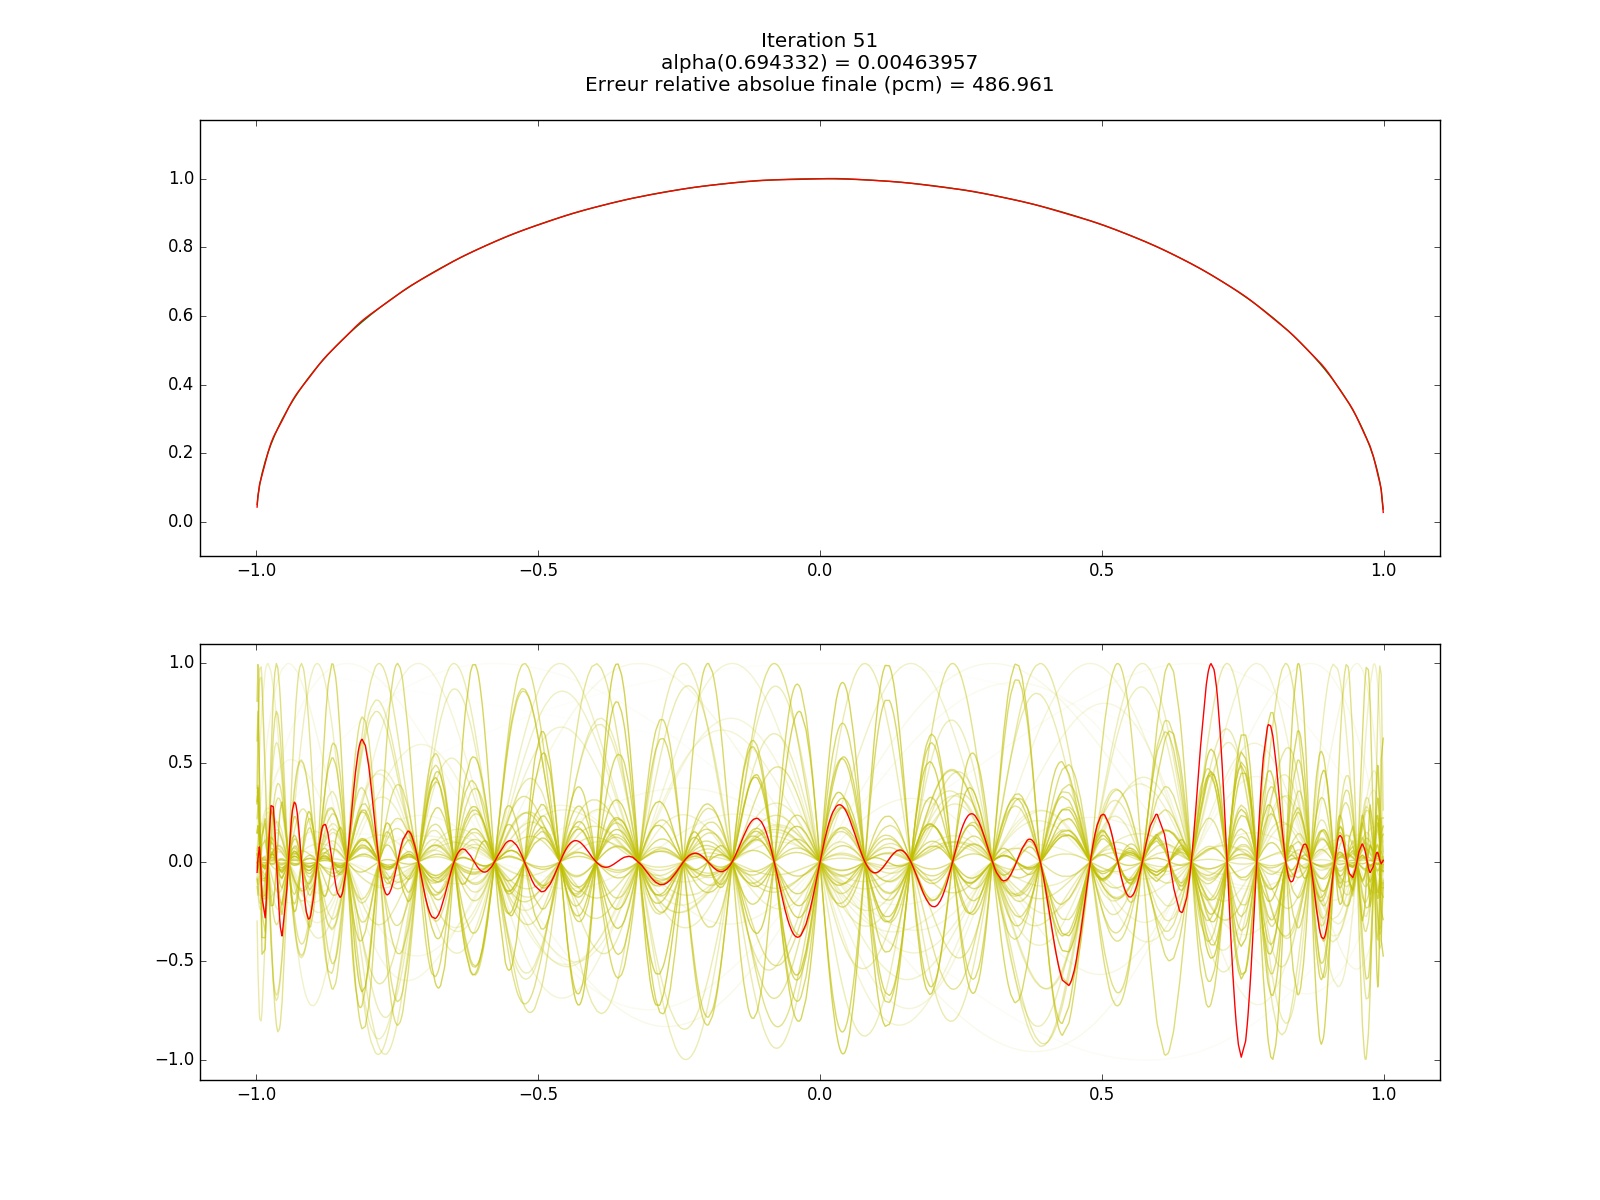 Iteration 51
alpha(0.694332) = 0.00463957
Erreur relative absolue finale (pcm) = 486.961
1.0
0.8
0.6
0.4
0.2
0.0
−1.0 −0.5 0.0 0.5 1.0
1.0
0.5
0.0
−0.5
−1.0
−1.0 −0.5 0.0 0.5 1.0